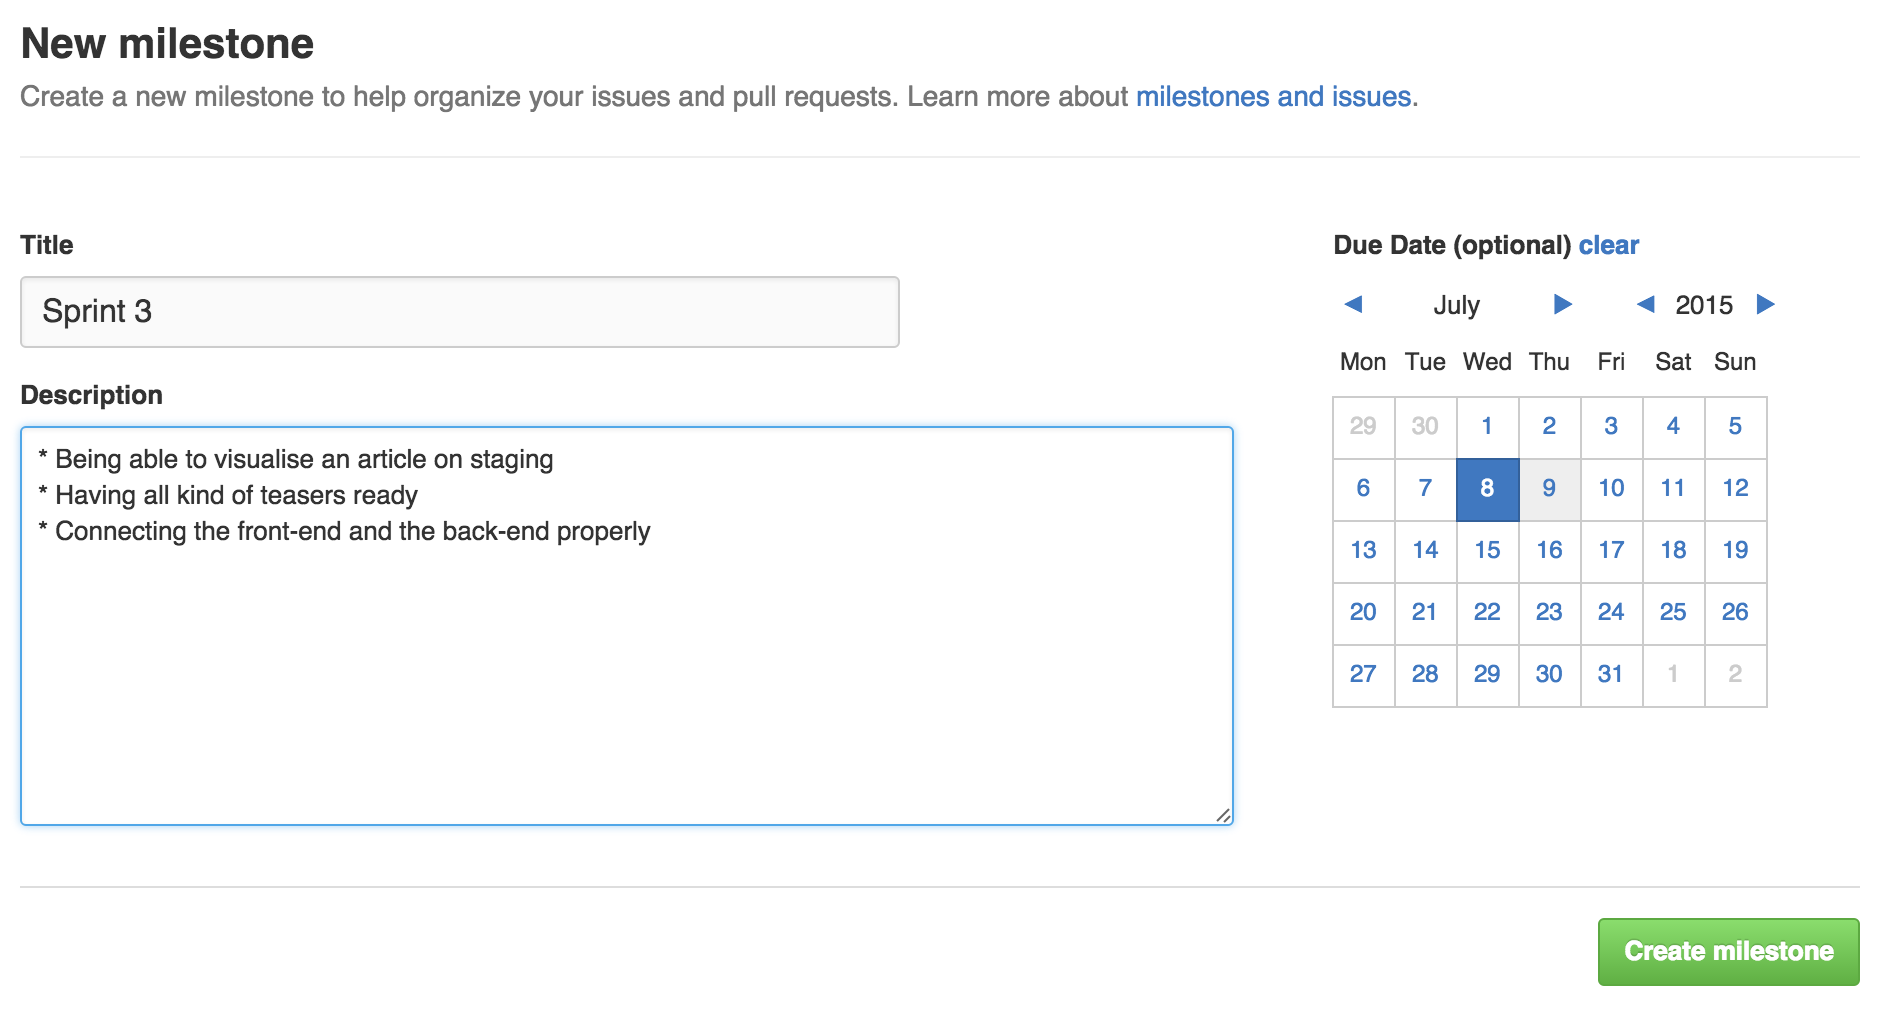 New milestone
Create a new milestone to help organize your issues and pull requests. Learn more about milestones and issues.
Title
Sprint 3
Description
* Being able to visualise an article on staging
* Having all kind of teasers ready
* Connecting the front-end and the back-end properly
Due Date (optional) clear
July 2015
Mon Tue Wed Thu Fri Sat Sun
29 30 1 2 3 4 5
6 7 8 9 10 11 12
13 14 15 16 17 18 19
20 21 22 23 24 25 26
27 28 29 30 31 1 2
Create milestone